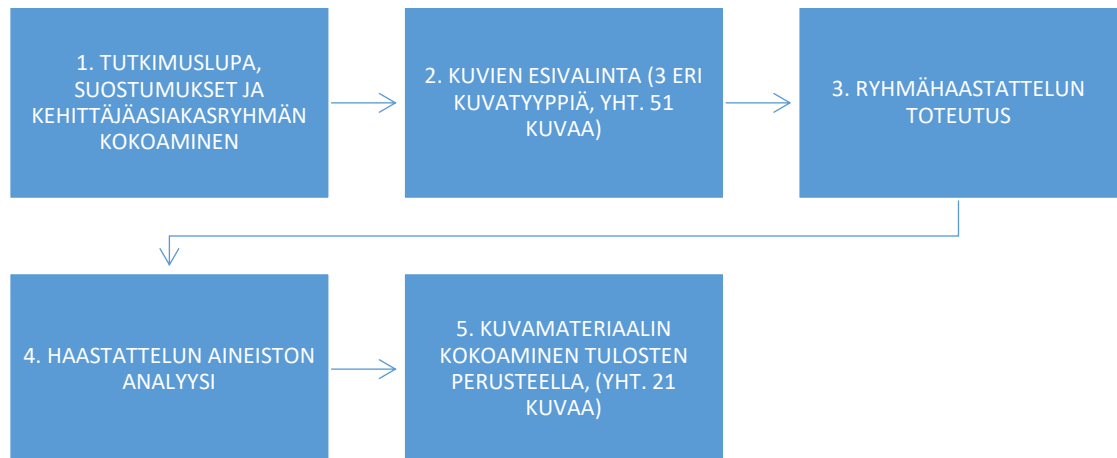 1. TUTKIMUSLUPA,
SUOSTUMUKSET JA
KEHITTÄJÄASIAKASRYHMÄN
KOKOAMINEN
2. KUVIEN ESIVALINTA (3 ERI
KUVATYYPPIÄ, YHT. 51
KUVAA)
3. RYHMÄHAASTATTELUN
TOTEUTUS
4. HAASTATTELUN AINEISTON
ANALYYSI
5. KUVAMATERIAALIN
KOKOAMINEN TULOSTEN
PERUSTEELLA, (YHT. 21
KUVAA)